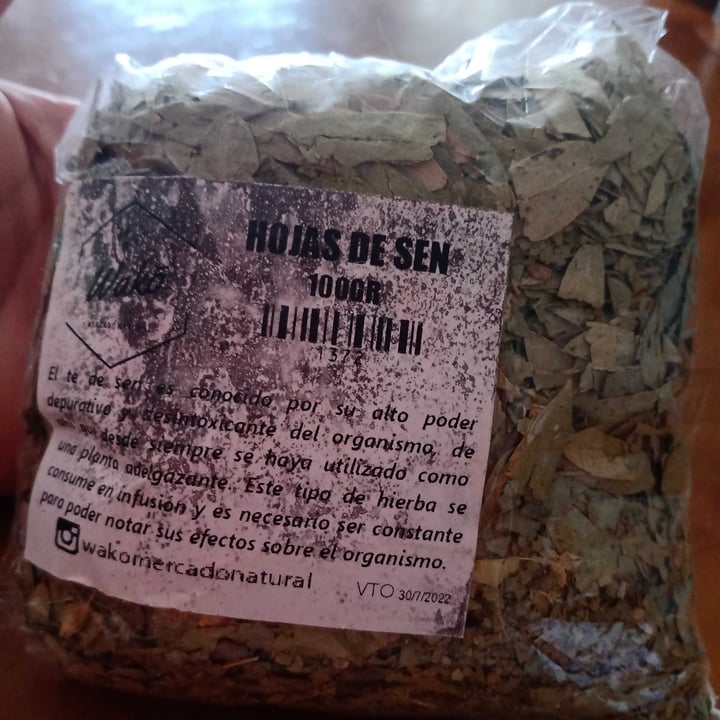 Wakō
HOJAS DE SEN
100GR
El te de sen es conocido por su alto poder
depurativo y desintoxicante del organismo, de
que desde siempre se haya utilizado como
una planta adelgazante. Este tipo de hierba se
consume en infusión y es necesario ser constante
para poder notar sus efectos sobre el organismo.
wakomercadonatural
VTO 30/7/2022